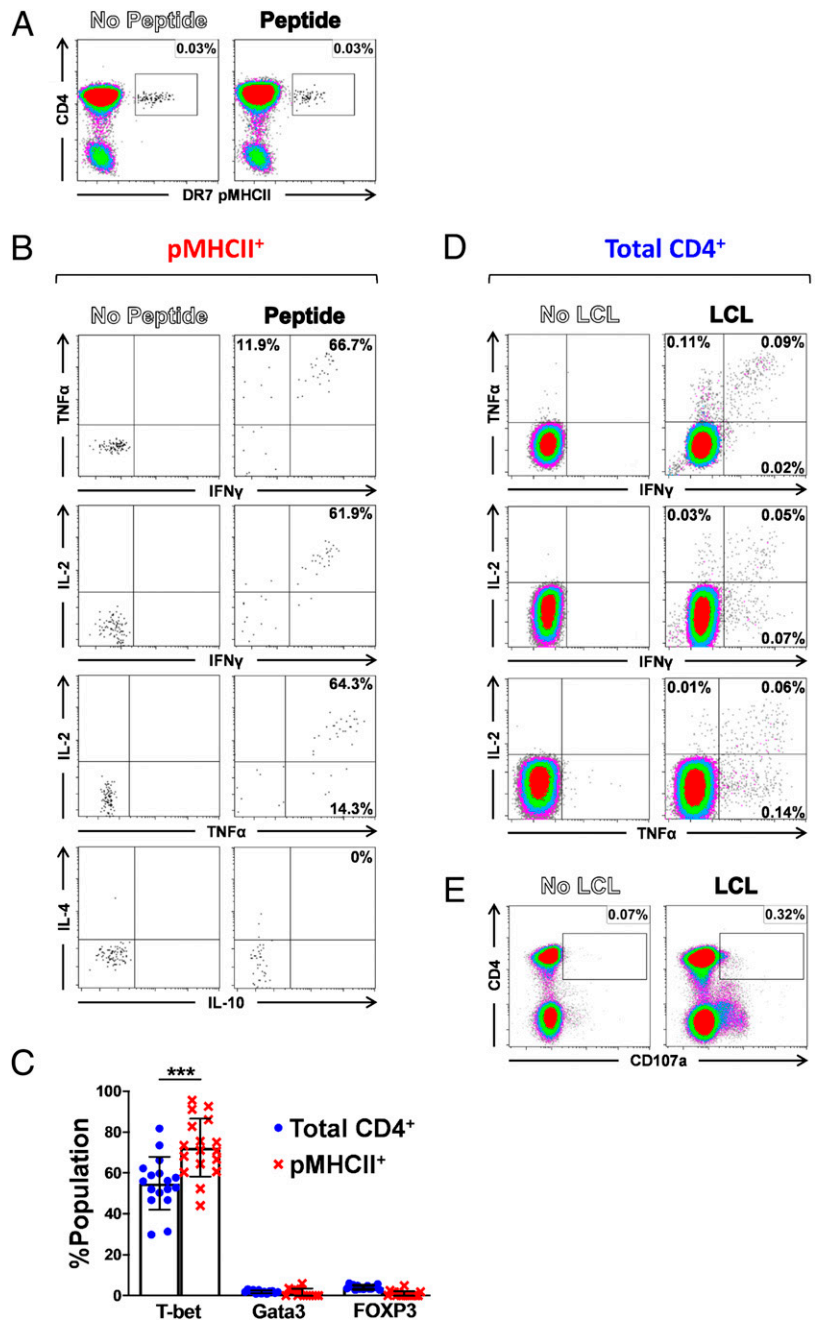 A
No Peptide
Peptide
0.03%
0.03%
CD4
DR7 pMHCII
B
pMHCII⁺
No Peptide
Peptide
11.9%
66.7%
TNFα
IFNγ
61.9%
IL-2
IFNγ
64.3%
IL-2
14.3%
TNFα
0%
IL-4
IL-10
D
Total CD4⁺
No LCL
LCL
0.11%
0.09%
TNFα
0.02%
IFNγ
0.03%
0.05%
IL-2
0.07%
IFNγ
0.01%
0.06%
IL-2
0.14%
TNFα
E
No LCL
LCL
0.07%
0.32%
CD4
CD107a
C
%Population
100
80
60
40
20
0
***
Total CD4⁺
pMHCII⁺
T-bet
Gata3
FOXP3